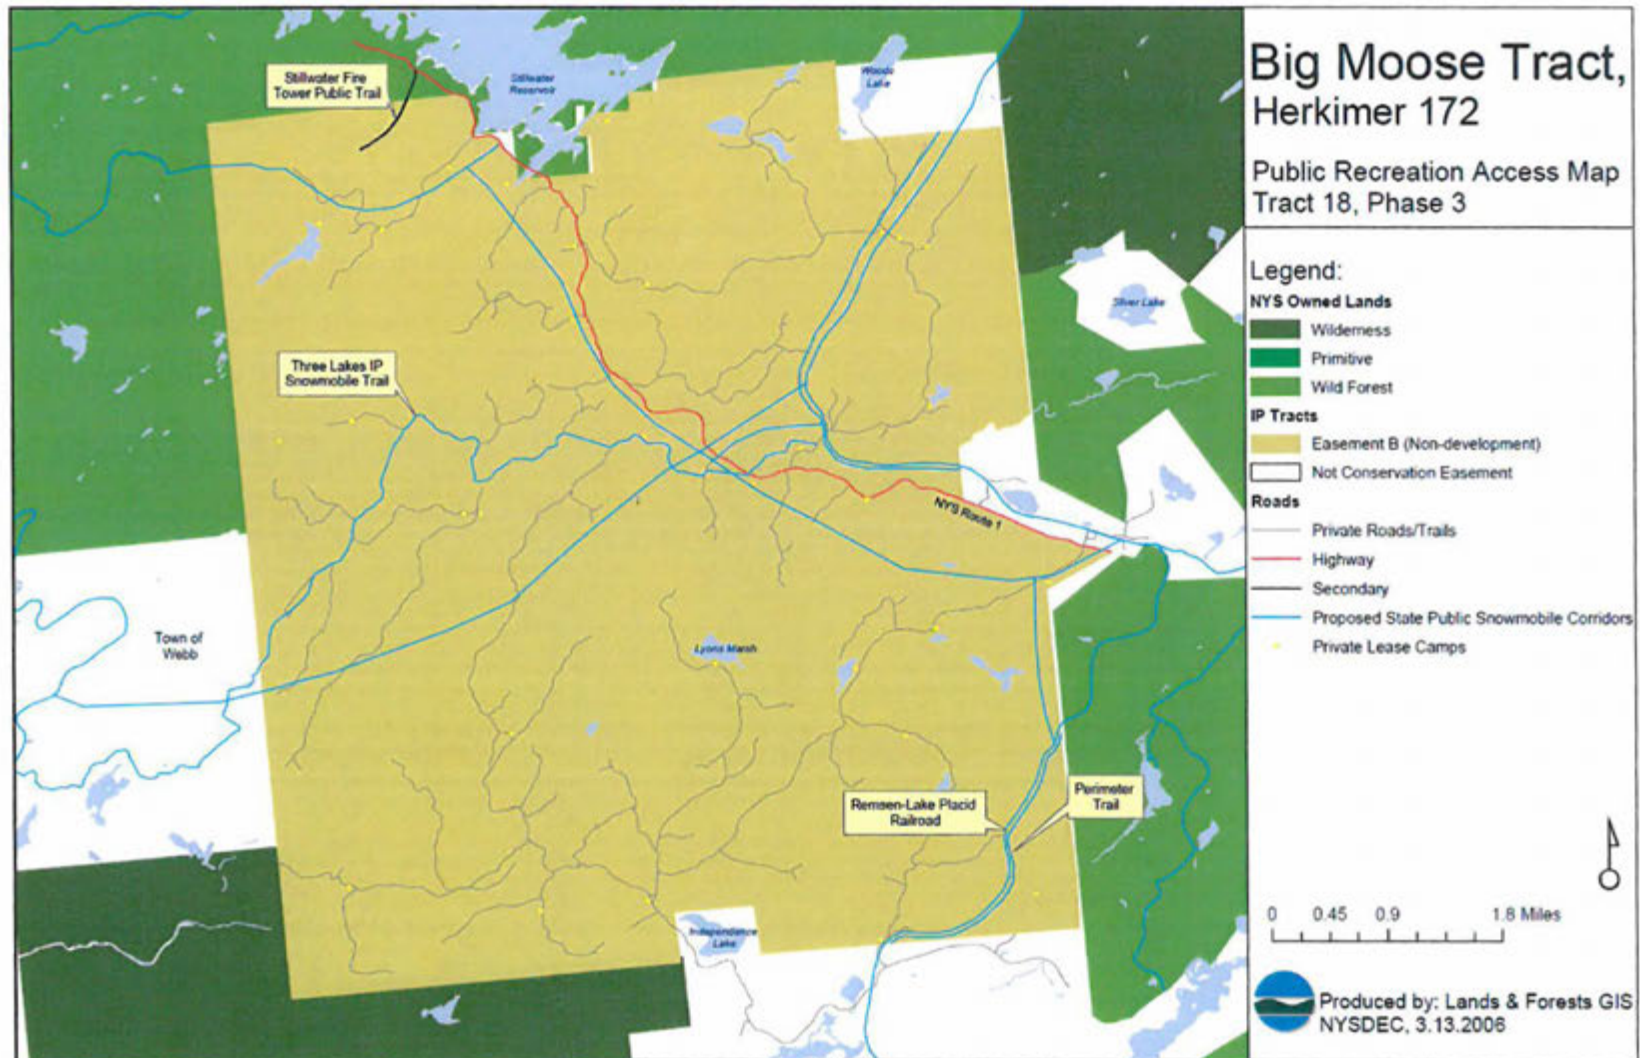 Big Moose Tract,
Herkimer 172
Public Recreation Access Map
Tract 18, Phase 3
Legend:
NYS Owned Lands
Wilderness
Primitive
Wild Forest
IP Tracts
Easement B (Non-development)
Not Conservation Easement
Roads
Private Roads/Trails
Highway
Secondary
Proposed State Public Snowmobile Corridors
Private Lease Camps
0 0.45 0.9 1.8 Miles
Produced by: Lands & Forests GIS
NYSDEC, 3.13.2006
Stillwater Fire
Tower Public Trail
Stillwater
Reservoir
Woods
Lake
Silver Lake
Three Lakes IP
Snowmobile Trail
NYS Route 1
Town of
Webb
Lyons Marsh
Remsen-Lake Placid
Railroad
Perimeter
Trail
Independence
Lake